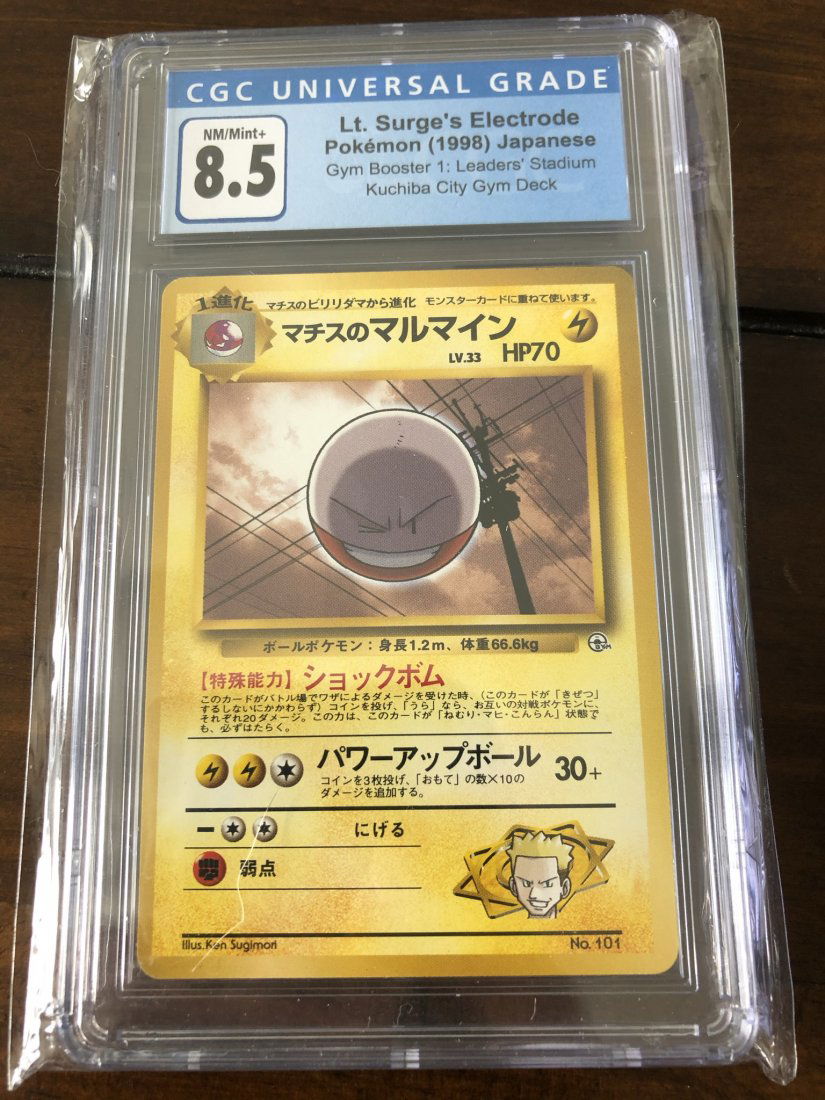 CGC UNIVERSAL GRADE
NM/Mint+
8.5
Lt. Surge's Electrode
Pokémon (1998) Japanese
Gym Booster 1: Leaders' Stadium
Kuchiba City Gym Deck
1進化
マチスのビリリダマから進化 モンスターカードに重ねて使います。
マチスのマルマイン
LV.33 HP70
ボールポケモン：身長1.2m、体重66.6kg
GYM
【特殊能力】ショックボム
このカードがバトル場でワザによるダメージを受けた時、（このカードが「きぜつ」
するしないにかかわらず）コインを投げ、「うら」なら、お互いの対戦ポケモンに、
それぞれ20ダメージ。この力は、このカードが「ねむり・マヒ・こんらん」状態で
も、必ずはたらく。
パワーアップボール 30+
コインを3枚投げ、「おもて」の数×10の
ダメージを追加する。
にげる
弱点
Illus.Ken Sugimori
No. 101